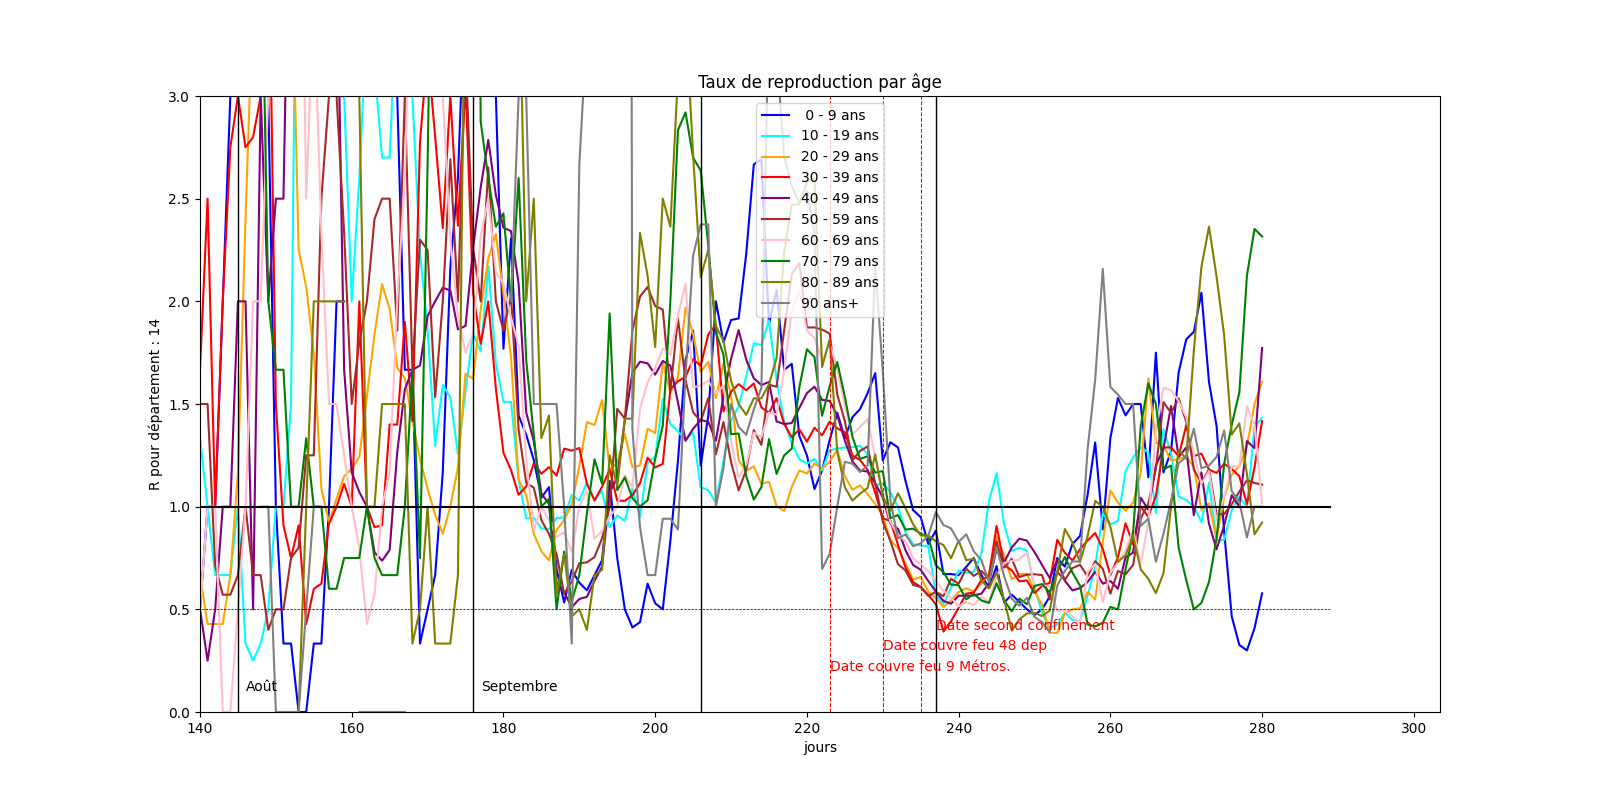 Taux de reproduction par âge
R pour département : 14
3.0
2.5
2.0
1.5
1.0
0.5
0.0
0 - 9 ans
10 - 19 ans
20 - 29 ans
30 - 39 ans
40 - 49 ans
50 - 59 ans
60 - 69 ans
70 - 79 ans
80 - 89 ans
90 ans+
Date second confinement
Date couvre feu 48 dep
Date couvre feu 9 Métros.
Août
Septembre
140
160
180
200
220
240
260
280
300
jours